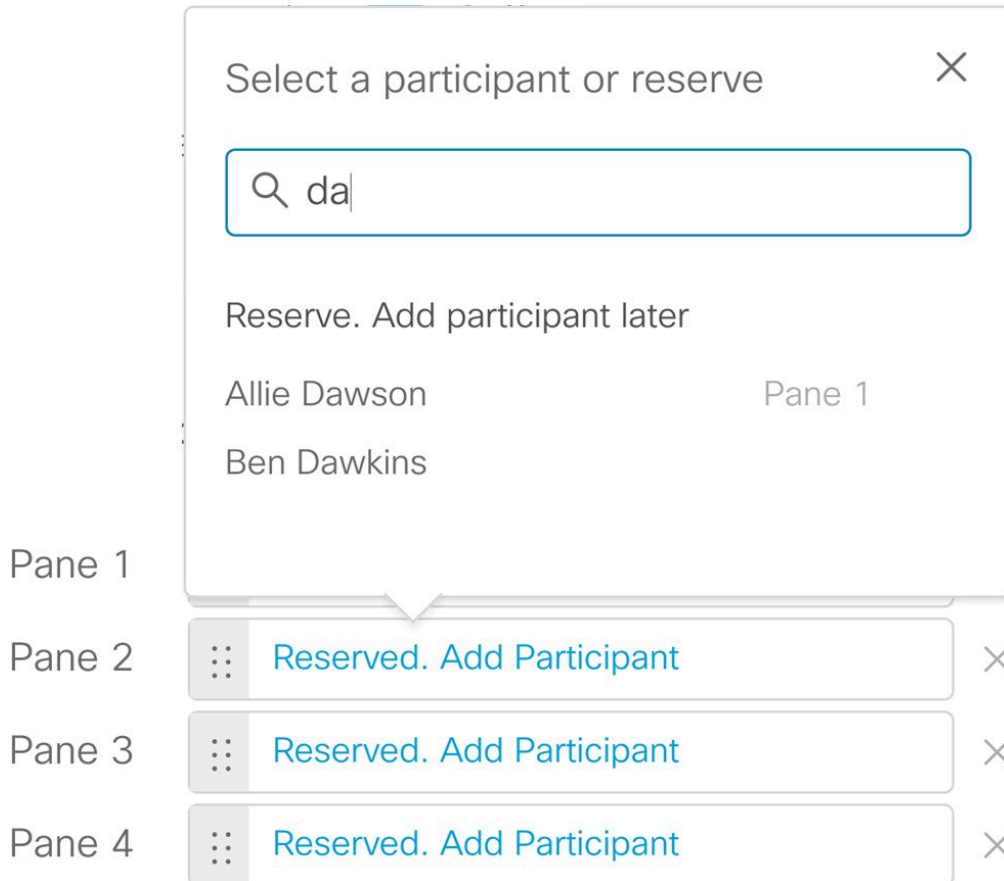 Select a participant or reserve
da
Reserve. Add participant later
Allie Dawson Pane 1
Ben Dawkins
Pane 1
Pane 2 Reserved. Add Participant
Pane 3 Reserved. Add Participant
Pane 4 Reserved. Add Participant